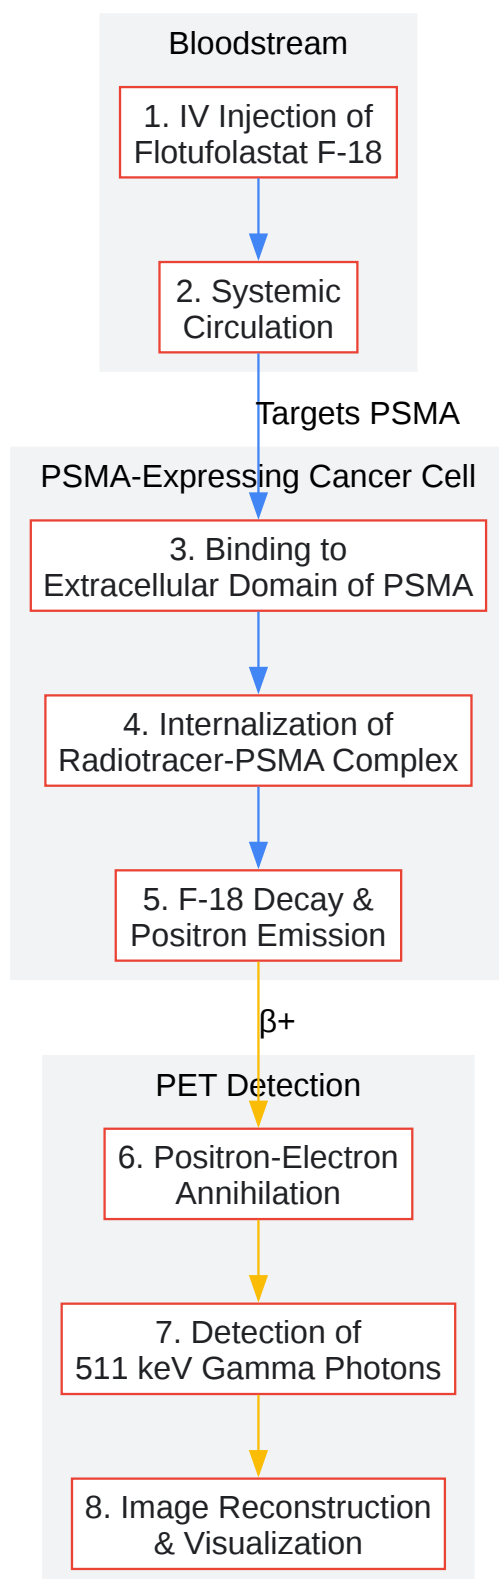 Bloodstream
1. IV Injection of
Flotufolastat F-18
2. Systemic
Circulation
Targets PSMA
PSMA-Expressing Cancer Cell
3. Binding to
Extracellular Domain of PSMA
4. Internalization of
Radiotracer-PSMA Complex
5. F-18 Decay &
Positron Emission
β+
PET Detection
6. Positron-Electron
Annihilation
7. Detection of
511 keV Gamma Photons
8. Image Reconstruction
& Visualization